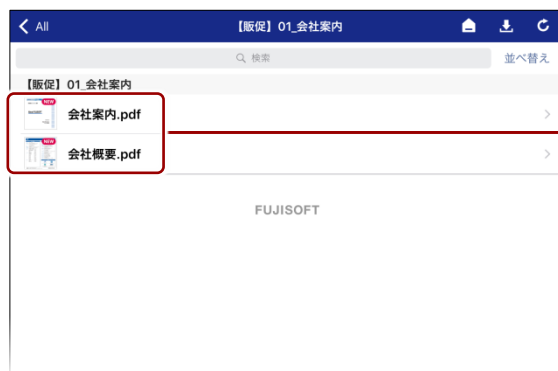 All 【販促】01_会社案内
検索 並べ替え
【販促】01_会社案内
NEW
会社案内.pdf
NEW
会社概要.pdf
FUJISOFT